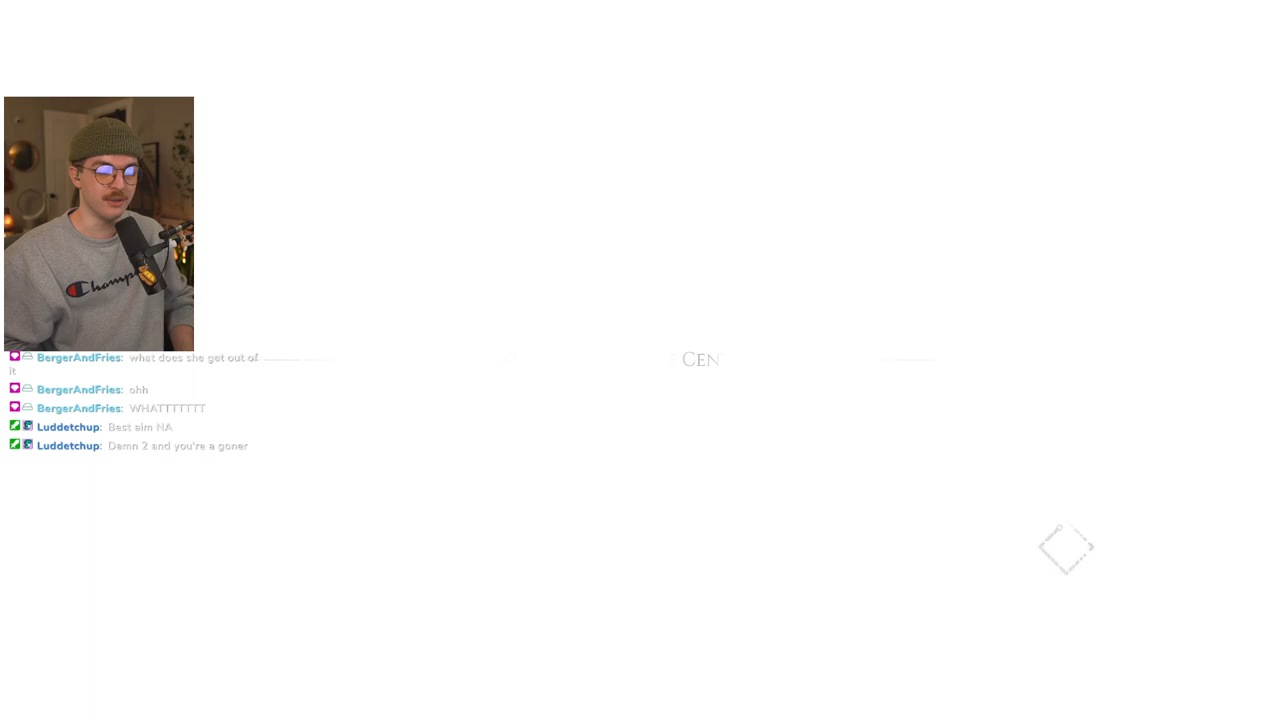 Champ
BergerAndFries: what does she get out of
it
BergerAndFries: ohh
BergerAndFries: WHATTTTTTT
Luddetchup: Best aim NA
Luddetchup: Damn 2 and you're a goner
Cen